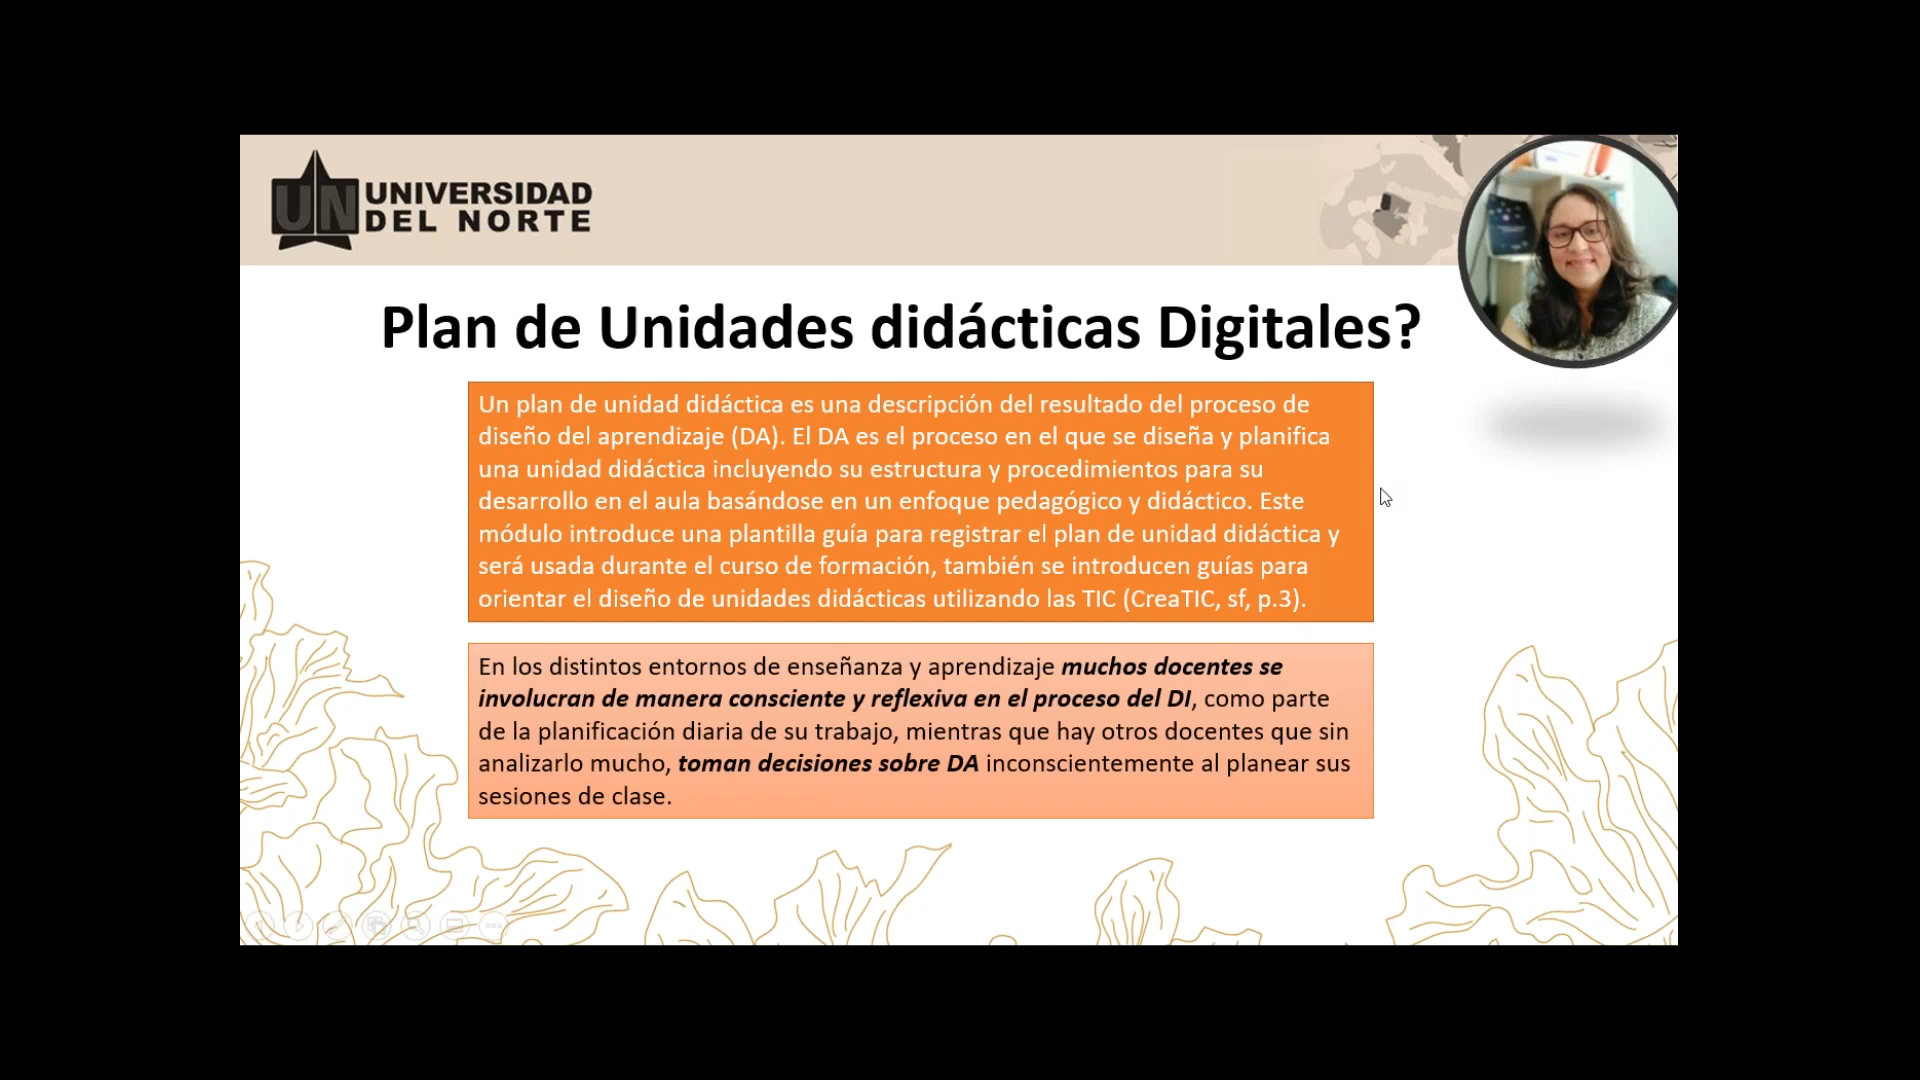 UN UNIVERSIDAD
DEL NORTE
Plan de Unidades didácticas Digitales?
Un plan de unidad didáctica es una descripción del resultado del proceso de
diseño del aprendizaje (DA). El DA es el proceso en el que se diseña y planifica
una unidad didáctica incluyendo su estructura y procedimientos para su
desarrollo en el aula basándose en un enfoque pedagógico y didáctico. Este
módulo introduce una plantilla guía para registrar el plan de unidad didáctica y
será usada durante el curso de formación, también se introducen guías para
orientar el diseño de unidades didácticas utilizando las TIC (CreaTIC, sf, p.3).
En los distintos entornos de enseñanza y aprendizaje muchos docentes se
involucran de manera consciente y reflexiva en el proceso del DI, como parte
de la planificación diaria de su trabajo, mientras que hay otros docentes que sin
analizarlo mucho, toman decisiones sobre DA inconscientemente al planear sus
sesiones de clase.